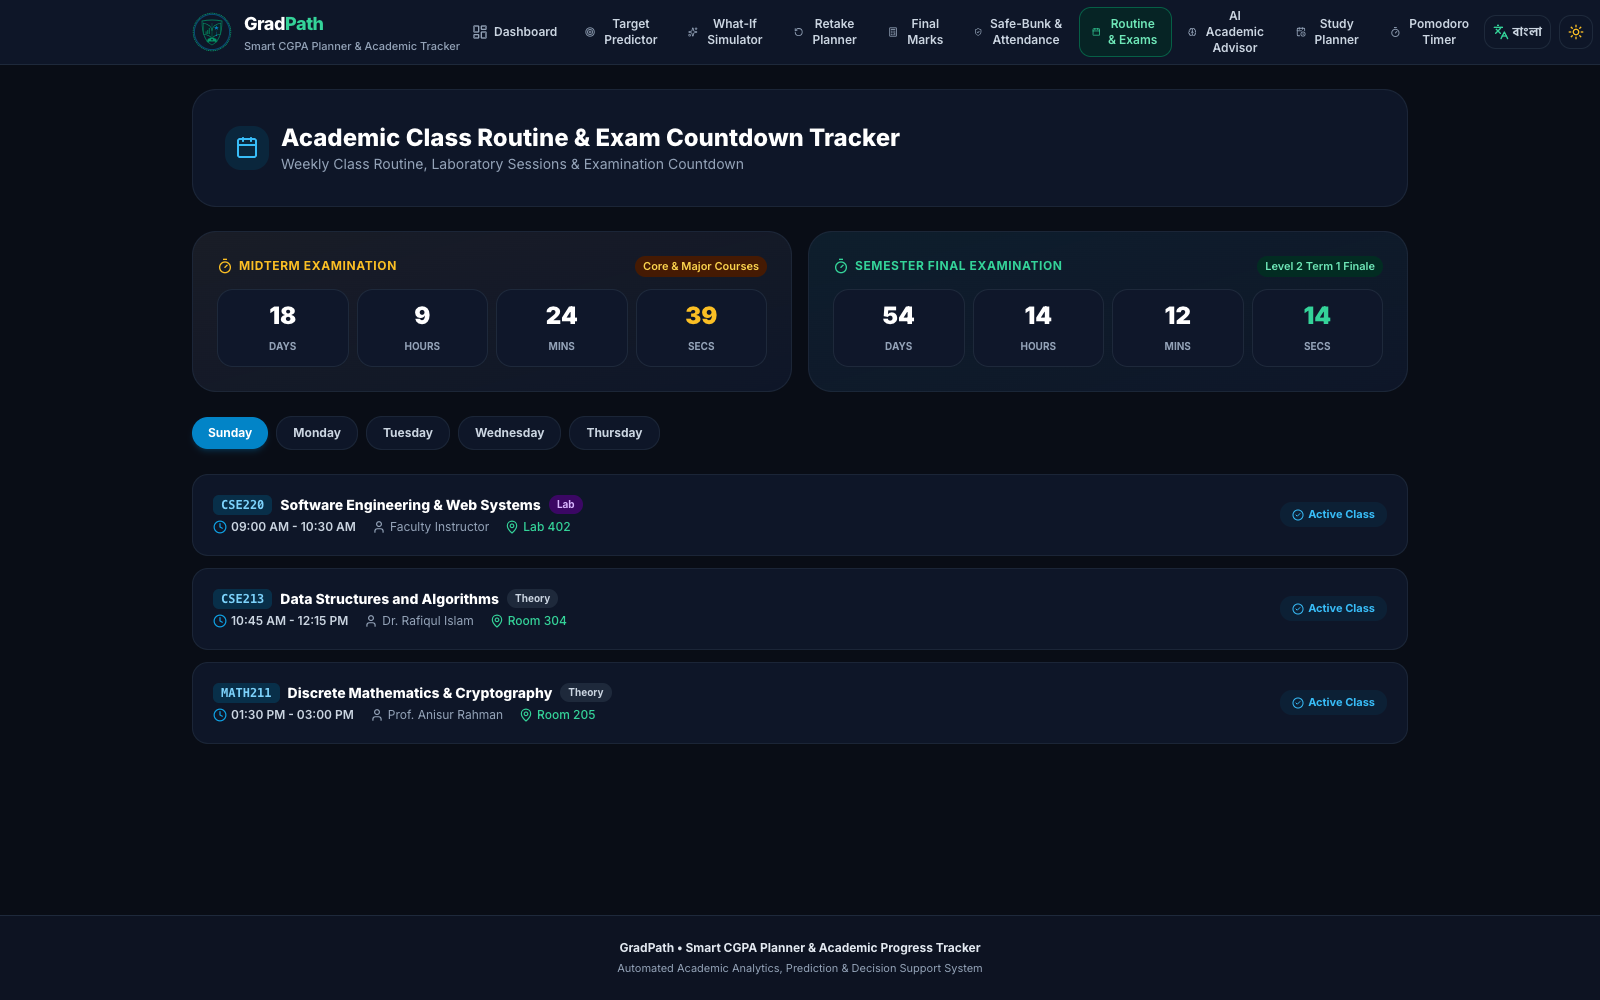 GradPath
Smart CGPA Planner & Academic Tracker
Dashboard
Target
Predictor
What-If
Simulator
Retake
Planner
Final
Marks
Safe-Bunk &
Attendance
Routine
& Exams
AI
Academic
Advisor
Study
Planner
Pomodoro
Timer
বাংলা
Academic Class Routine & Exam Countdown Tracker
Weekly Class Routine, Laboratory Sessions & Examination Countdown
MIDTERM EXAMINATION
Core & Major Courses
18
DAYS
9
HOURS
24
MINS
39
SECS
SEMESTER FINAL EXAMINATION
Level 2 Term 1 Finale
54
DAYS
14
HOURS
12
MINS
14
SECS
Sunday
Monday
Tuesday
Wednesday
Thursday
CSE220 Software Engineering & Web Systems Lab
09:00 AM - 10:30 AM Faculty Instructor Lab 402
Active Class
CSE213 Data Structures and Algorithms Theory
10:45 AM - 12:15 PM Dr. Rafiqul Islam Room 304
Active Class
MATH211 Discrete Mathematics & Cryptography Theory
01:30 PM - 03:00 PM Prof. Anisur Rahman Room 205
Active Class
GradPath • Smart CGPA Planner & Academic Progress Tracker
Automated Academic Analytics, Prediction & Decision Support System